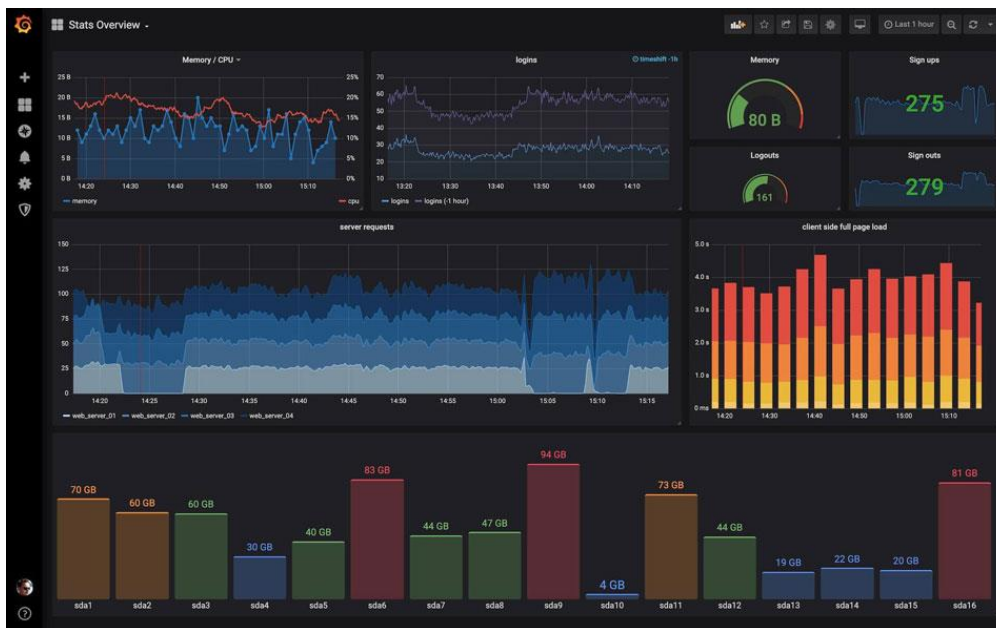 Stats Overview
Last 1 hour
Memory / CPU
25 B
20 B
15 B
10 B
5 B
0 B
25%
20%
15%
10%
5%
0%
14:20 14:30 14:40 14:50 15:00 15:10
memory
cpu
logins
timeshift -1h
70
60
50
40
30
20
10
13:20 13:30 13:40 13:50 14:00 14:10
logins logins (-1 hour)
Memory
80 B
Sign ups
275
Logouts
161
Sign outs
279
server requests
150
125
100
75
50
25
0
14:20 14:25 14:30 14:35 14:40 14:45 14:50 14:55 15:00 15:05 15:10 15:15
web_server_01 web_server_02 web_server_03 web_server_04
client side full page load
5.0 s
4.0 s
3.0 s
2.0 s
1.0 s
0 ms
14:20 14:30 14:40 14:50 15:00 15:10
70 GB 60 GB 60 GB 30 GB 40 GB 83 GB 44 GB 47 GB 94 GB 4 GB 73 GB 44 GB 19 GB 22 GB 20 GB 81 GB
sda1 sda2 sda3 sda4 sda5 sda6 sda7 sda8 sda9 sda10 sda11 sda12 sda13 sda14 sda15 sda16